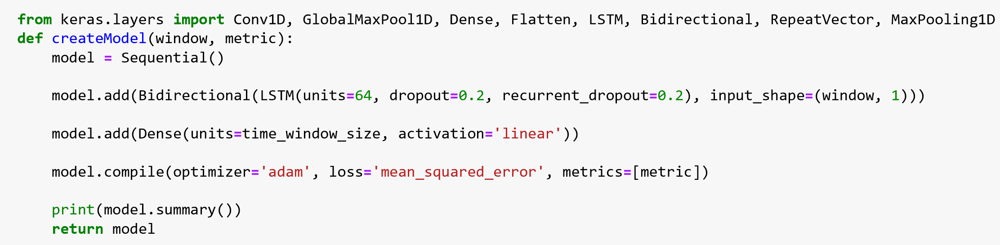 from keras.layers import Conv1D, GlobalMaxPool1D, Dense, Flatten, LSTM, Bidirectional, RepeatVector, MaxPooling1D
def createModel(window, metric):
    model = Sequential()
    model.add(Bidirectional(LSTM(units=64, dropout=0.2, recurrent_dropout=0.2), input_shape=(window, 1)))
    model.add(Dense(units=time_window_size, activation='linear'))
    model.compile(optimizer='adam', loss='mean_squared_error', metrics=[metric])
    print(model.summary())
    return model